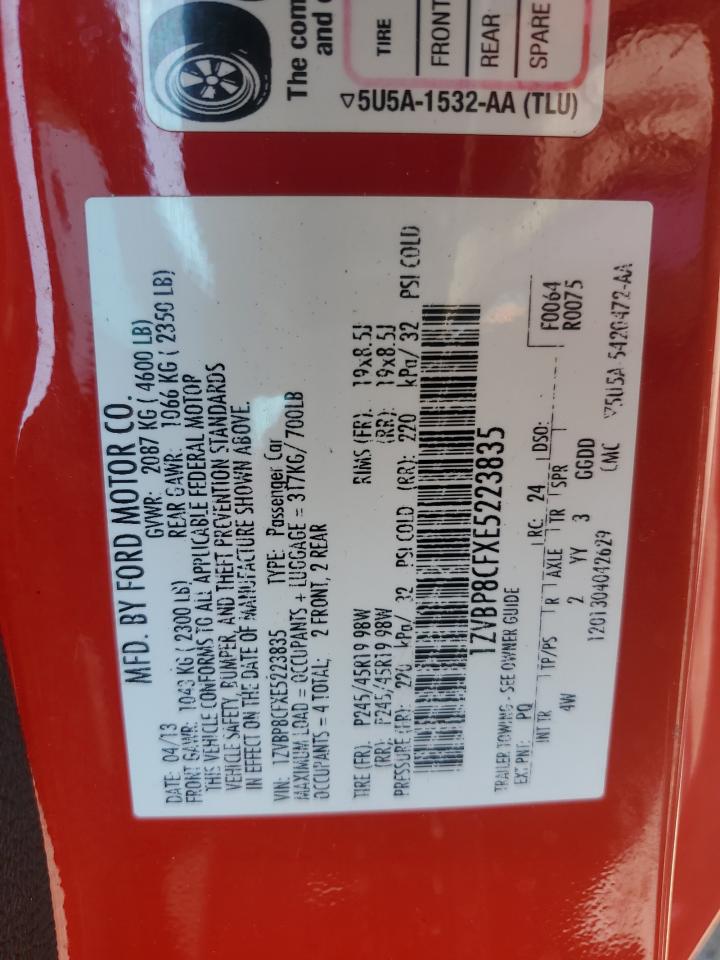 The com
and c
TIRE
FRONT
REAR
SPARE
5U5A-1532-AA (TLU)
MFD. BY FORD MOTOR CO.
DATE: 04/13 GVWR: 2087 KG ( 4600 LB)
FRONT GAWR: 1043 KG ( 2300 LB) REAR GAWR: 1066 KG ( 2350 LB)
THIS VEHICLE CONFORMS TO ALL APPLICABLE FEDERAL MOTOR
VEHICLE SAFETY, BUMPER, AND THEFT PREVENTION STANDARDS
IN EFFECT ON THE DATE OF MANUFACTURE SHOWN ABOVE.
VIN: 1ZVBP8CFXE5223835 TYPE: Passenger Car
MAXIMUM LOAD = OCCUPANTS + LUGGAGE = 317KG/ 700LB
OCCUPANTS = 4 TOTAL; 2 FRONT, 2 REAR
TIRE (FR): P245/45R19 98W RIMS (FR): 19x8.5J
(RR): P245/45R19 98W (RR): 19x8.5J
PRESSURE (FR): 220 kPa/ 32 PSI COLD (RR): 220 kPa/ 32 PSI COLD
1ZVBP8CFXE5223835
TRAILER TOWING - SEE OWNER GUIDE
EXT PNT: PQ RC: 24 DSO: F0064
INT TR TP/PS R AXLE TR SPR R0075
4W 2 YY 3 GGDD
1201304042629 CMC 5U5A-5420472-AA